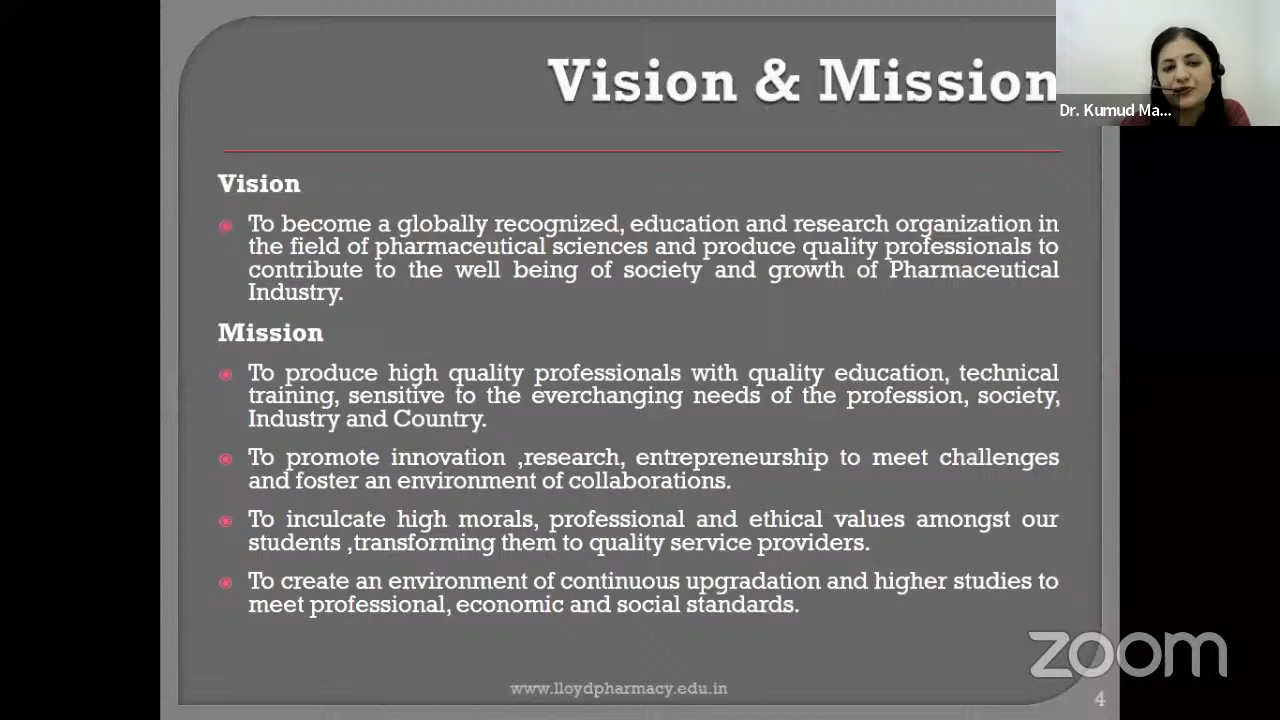 Vision & Mission
Dr. Kumud Ma...
Vision
To become a globally recognized, education and research organization in
the field of pharmaceutical sciences and produce quality professionals to
contribute to the well being of society and growth of Pharmaceutical
Industry.
Mission
To produce high quality professionals with quality education, technical
training, sensitive to the everchanging needs of the profession, society,
Industry and Country.
To promote innovation ,research, entrepreneurship to meet challenges
and foster an environment of collaborations.
To inculcate high morals, professional and ethical values amongst our
students ,transforming them to quality service providers.
To create an environment of continuous upgradation and higher studies to
meet professional, economic and social standards.
zoom
www.lloydpharmacy.edu.in
4